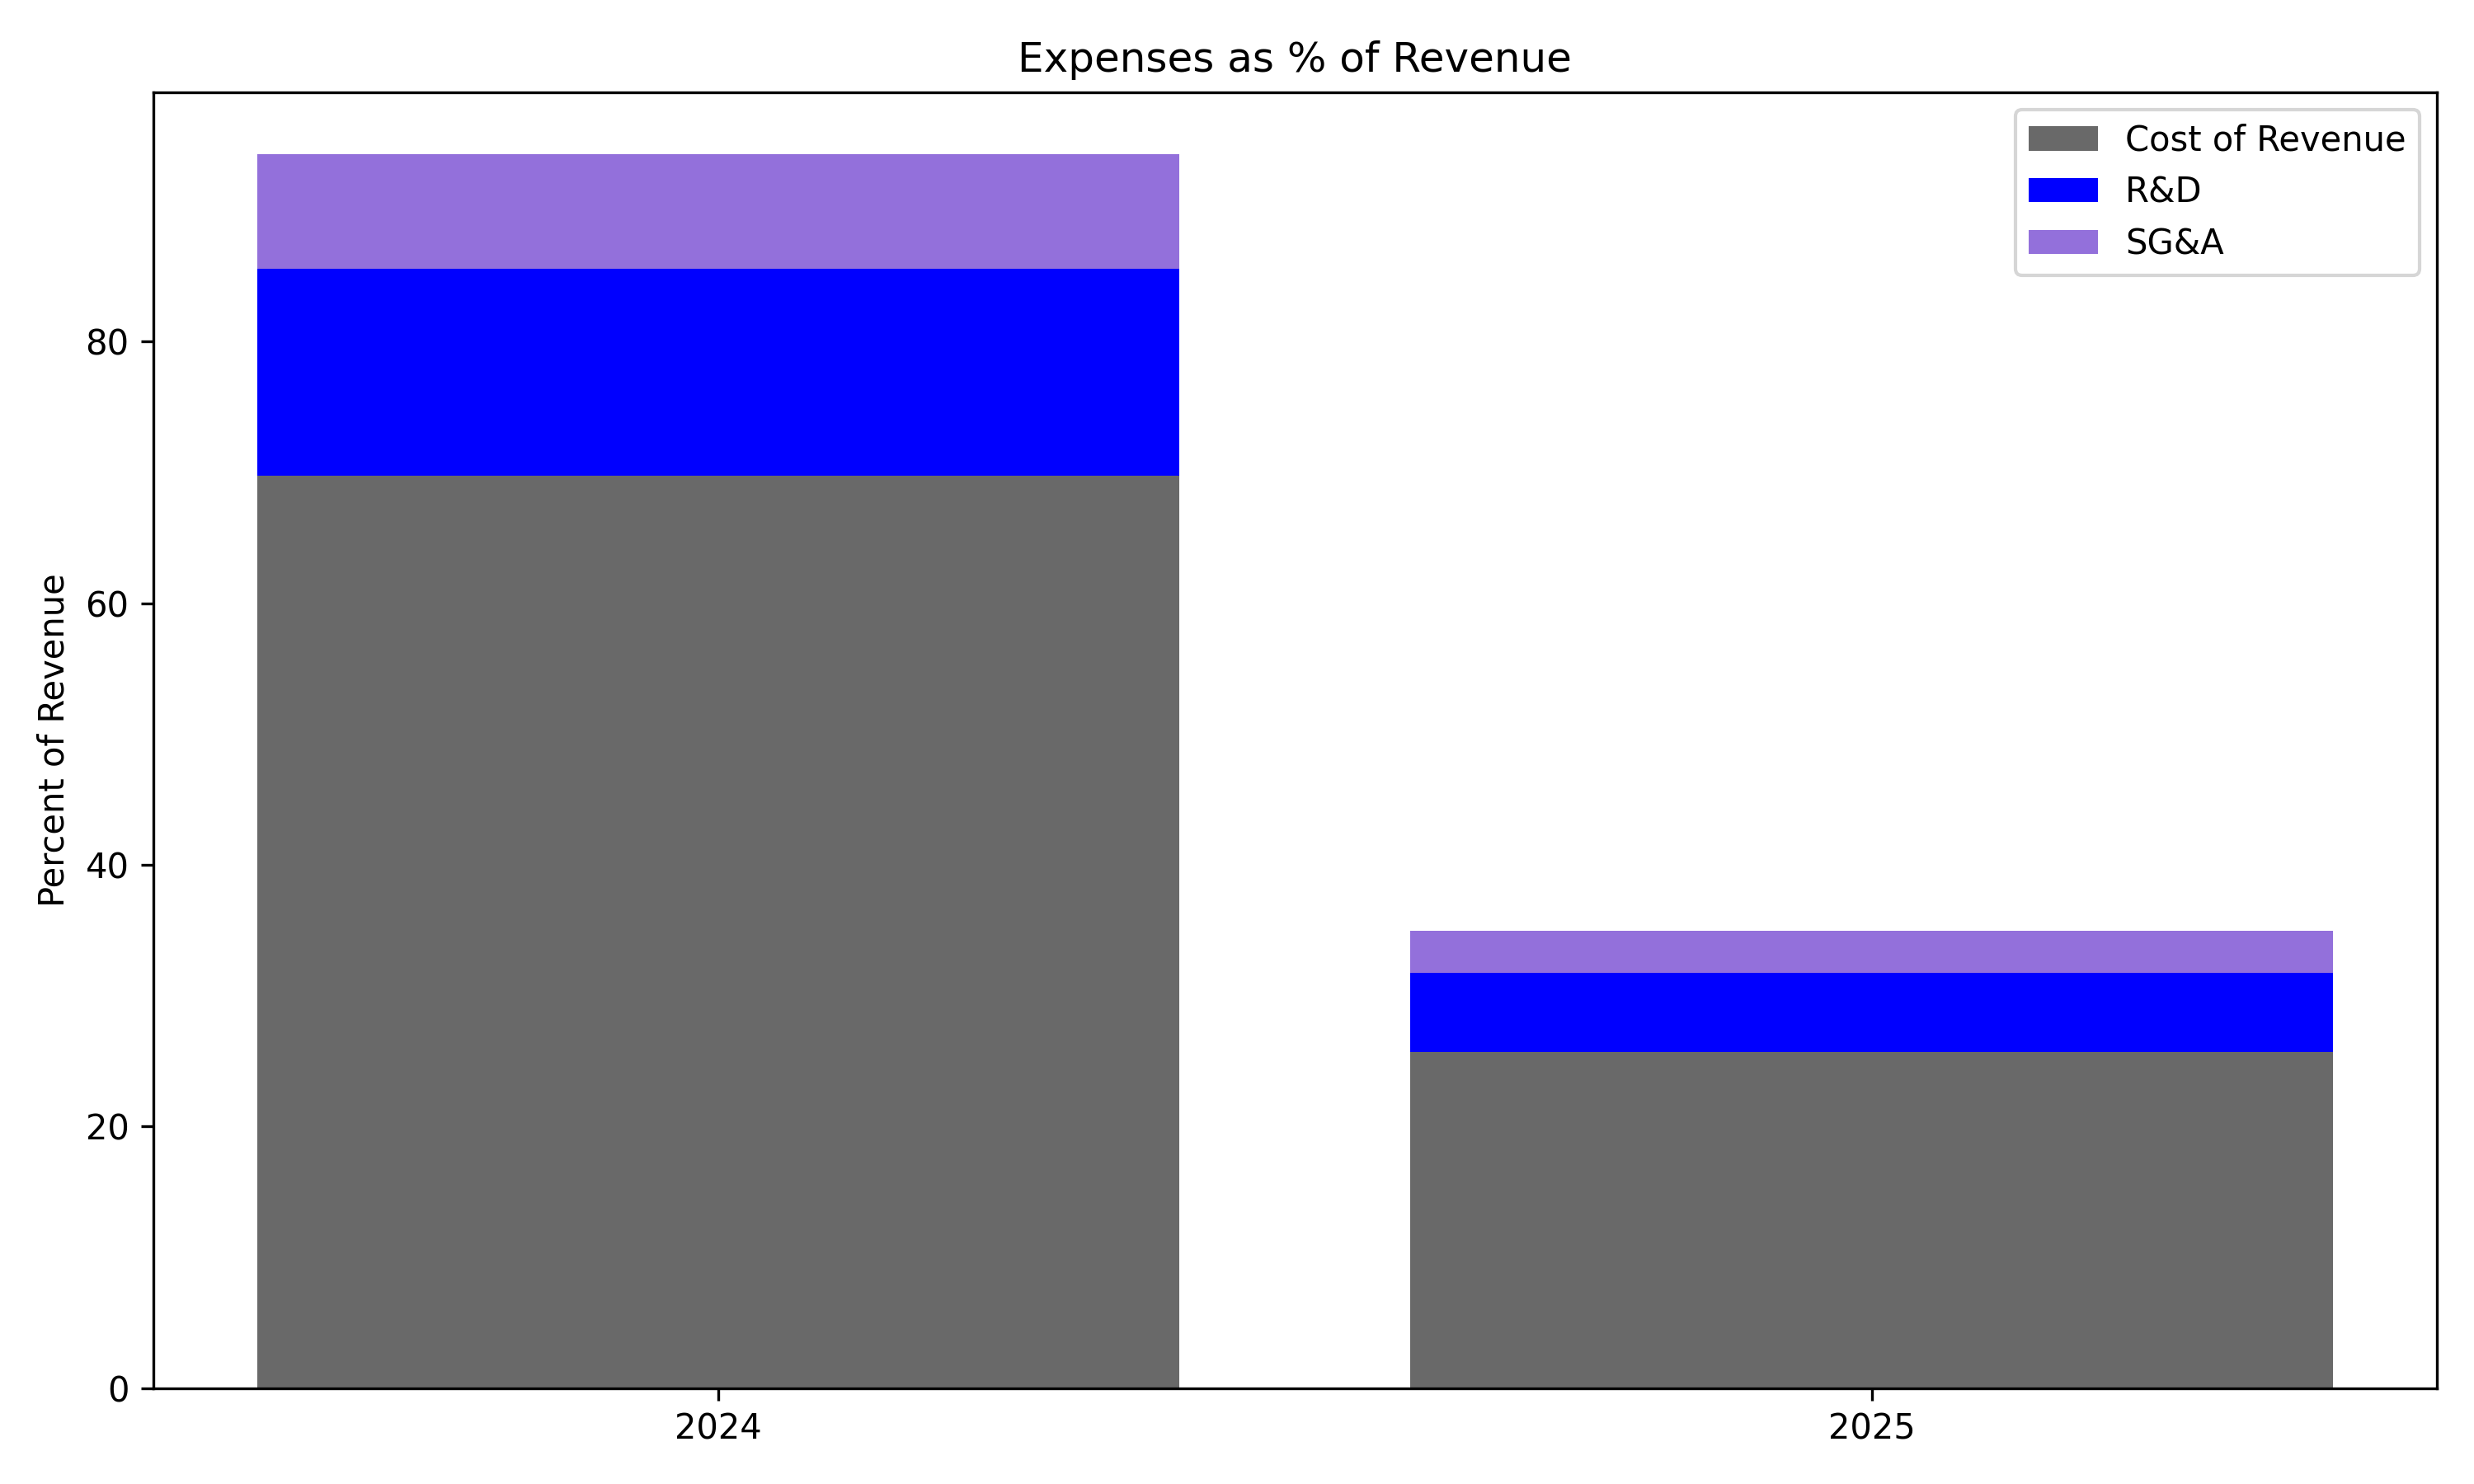 Expenses as % of Revenue
Cost of Revenue
R&D
SG&A
Percent of Revenue
80
60
40
20
0
2024
2025